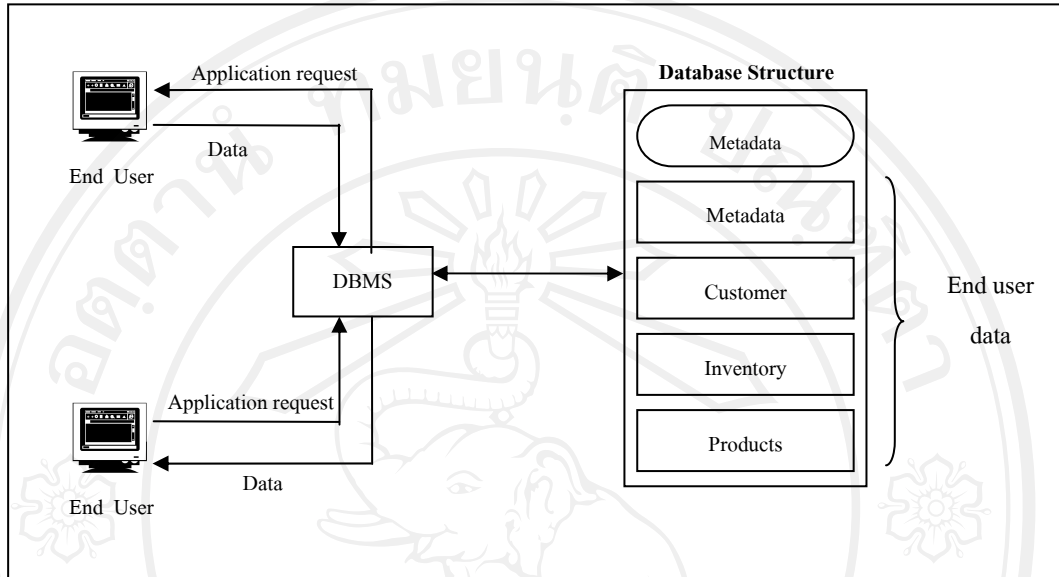 Application request
Data
End User
DBMS
Application request
Data
End User
Database Structure
Metadata
Metadata
Customer
Inventory
Products
End user
data